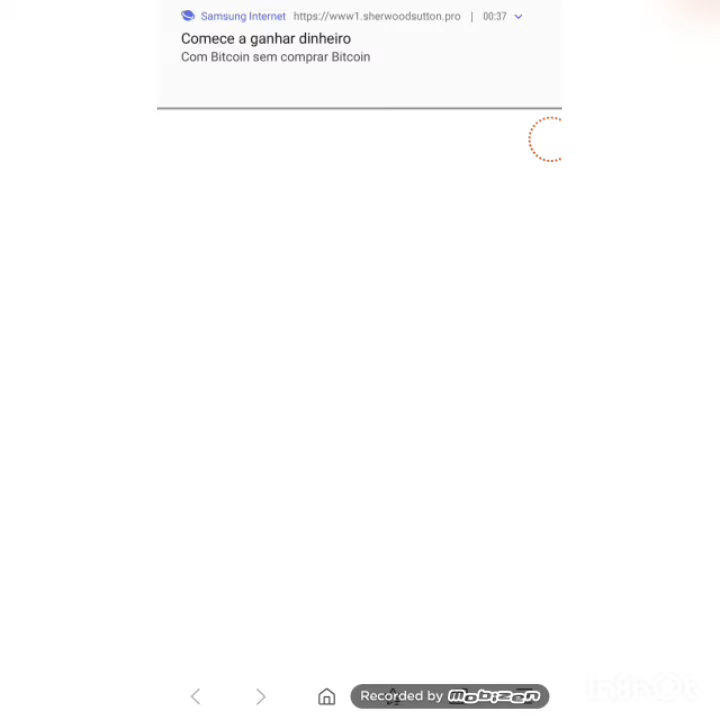 Samsung Internet https://www1.sherwoodsutton.pro | 00:37
Comece a ganhar dinheiro
Com Bitcoin sem comprar Bitcoin
Recorded by mobizen